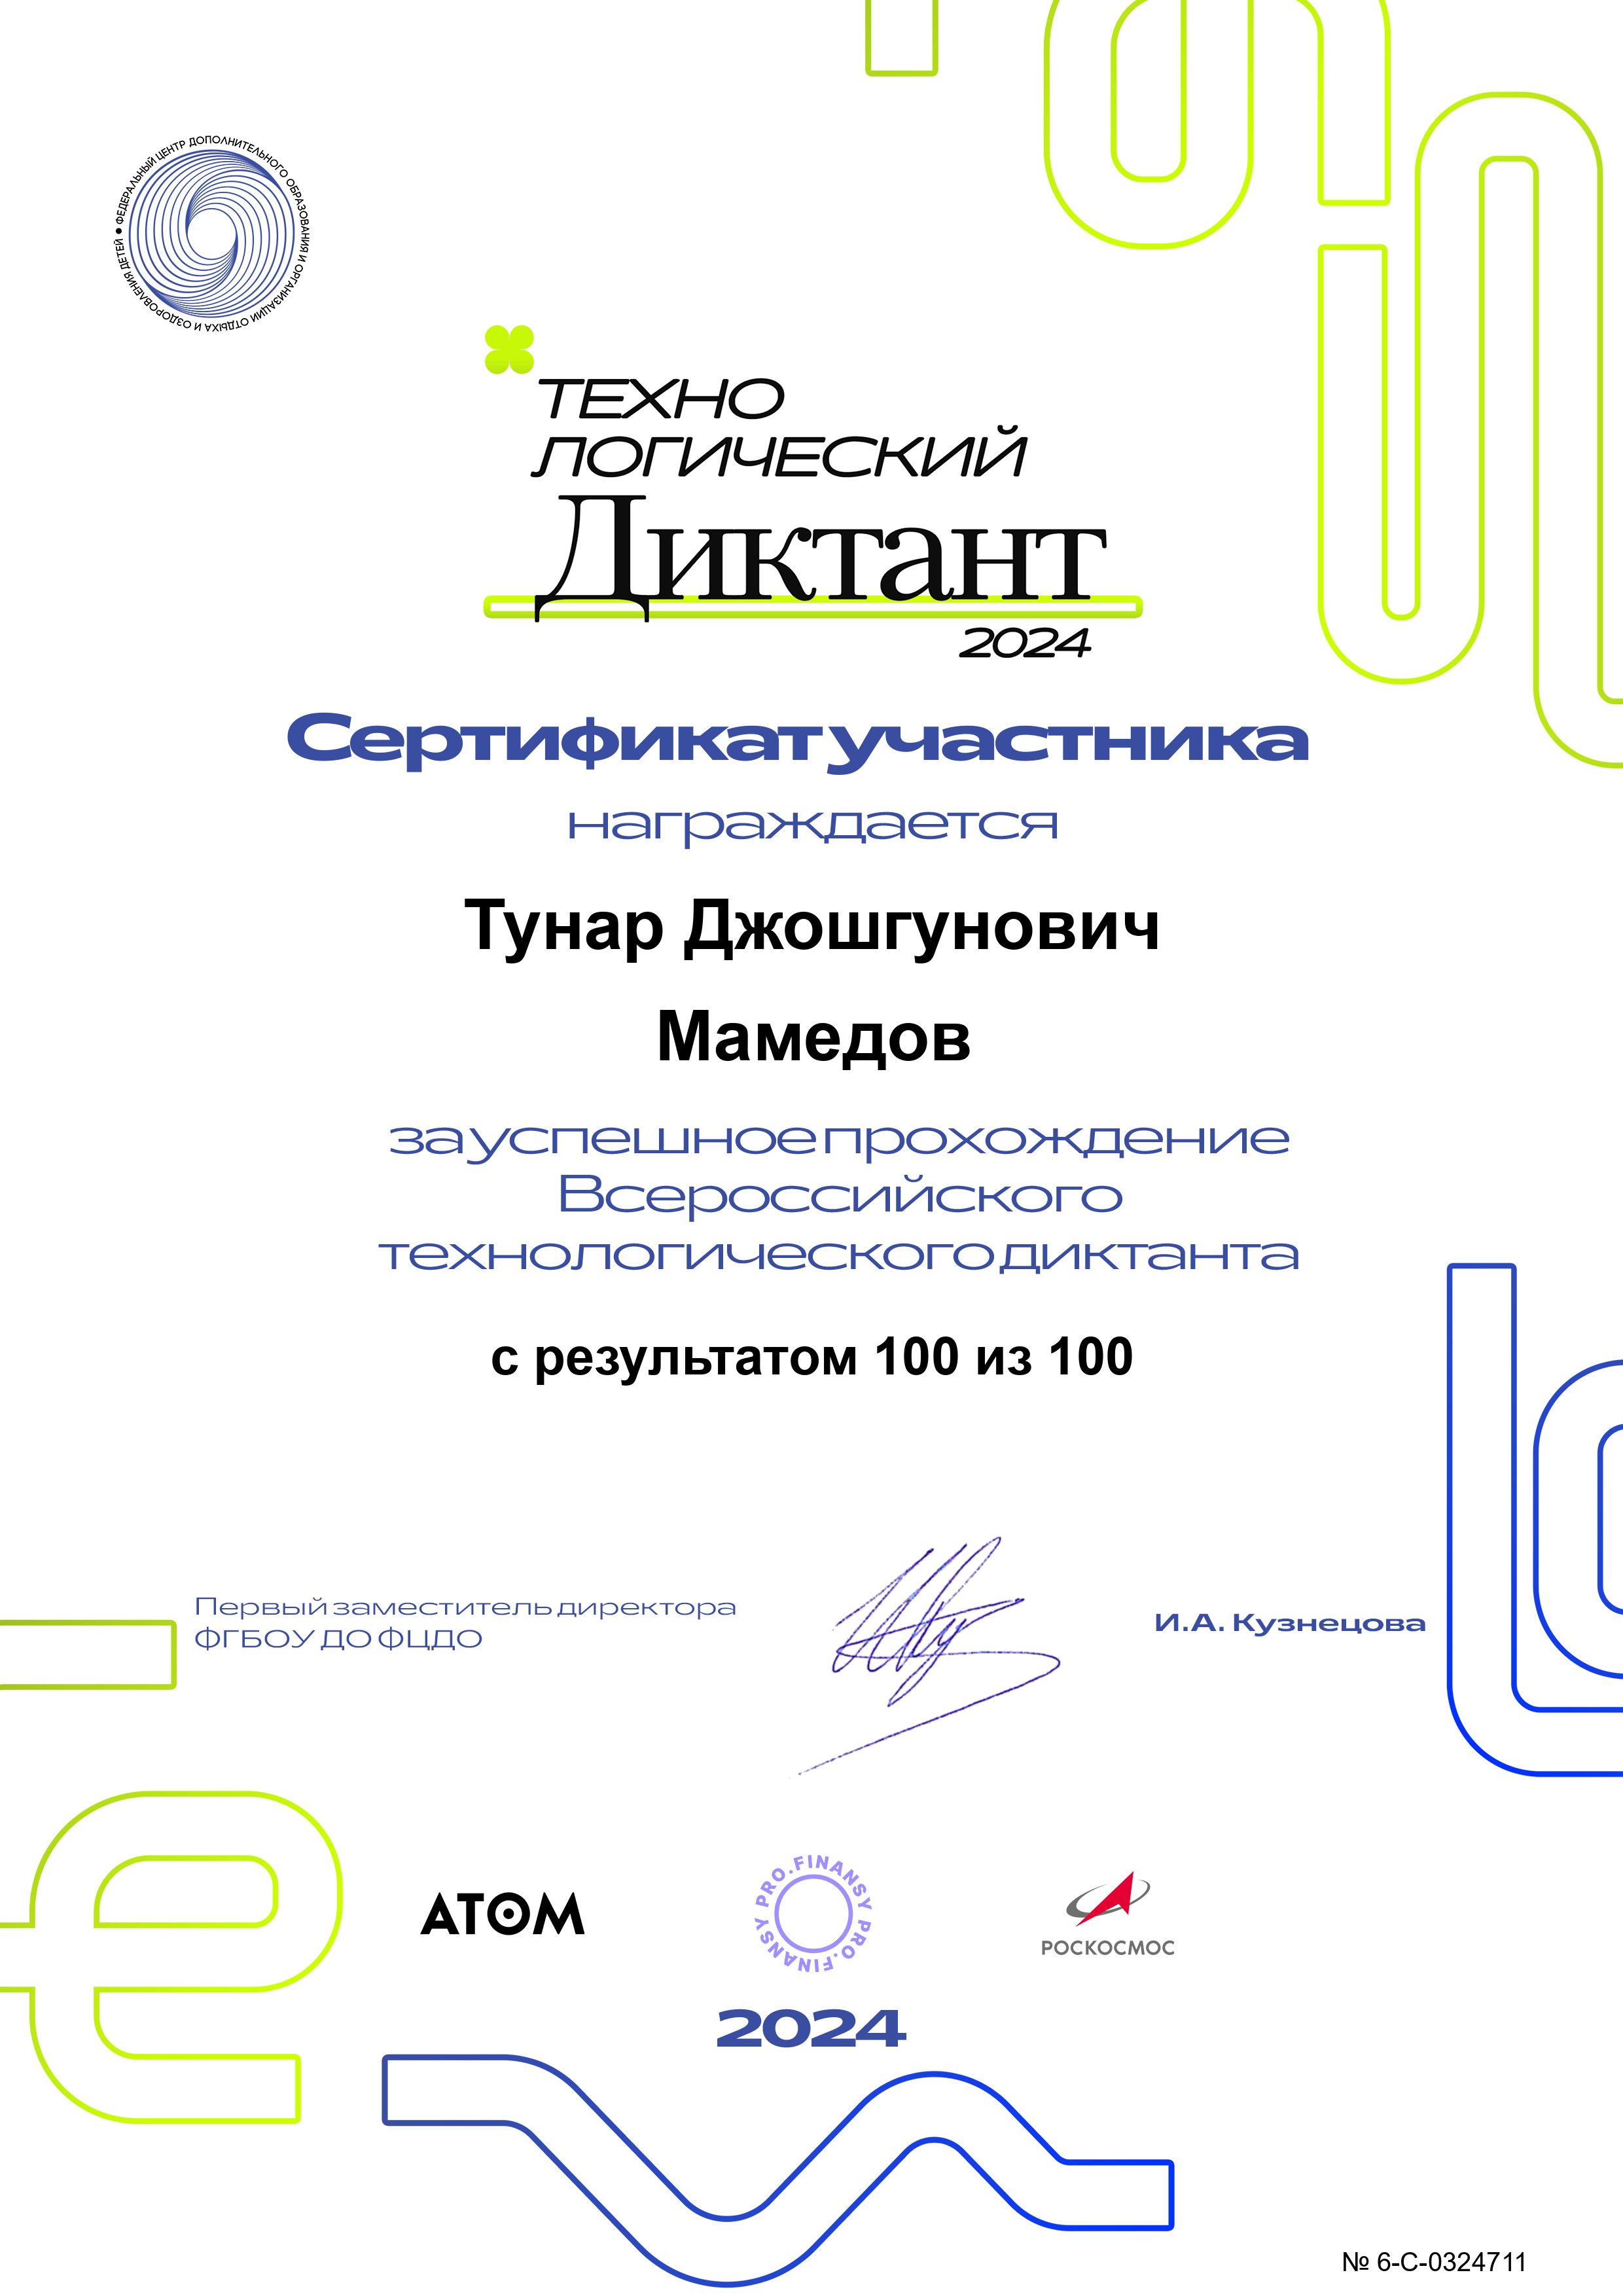 • ФЕДЕРАЛЬНЫЙ ЦЕНТР ДОПОЛНИТЕЛЬНОГО ОБРАЗОВАНИЯ И ОРГАНИЗАЦИИ ОТДЫХА И ОЗДОРОВЛЕНИЯ ДЕТЕЙ
ТЕХНО
ЛОГИЧЕСКИЙ
Диктант
2024
Сертификат участника
награждается
Тунар Джошгунович
Мамедов
за успешное прохождение
Всероссийского
технологического диктанта
с результатом 100 из 100
Первый заместитель директора
ФГБОУ ДО ФЦДО
И.А. Кузнецова
АТОМ
PRO.FINANSY PRO.FINANSY
РОСКОСМОС
2024
№ 6-С-0324711